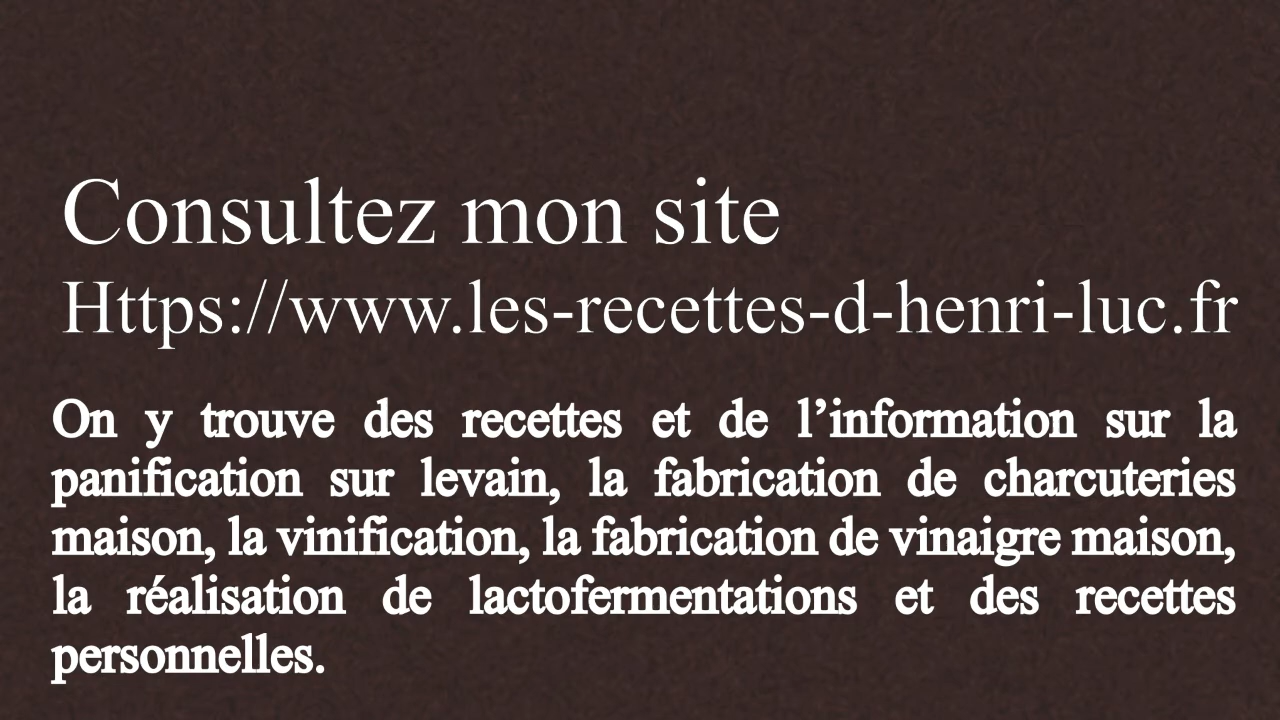 Consultez mon site
Https://www.les-recettes-d-henri-luc.fr
On y trouve des recettes et de l’information sur la
panification sur levain, la fabrication de charcuteries
maison, la vinification, la fabrication de vinaigre maison,
la réalisation de lactofermentations et des recettes
personnelles.